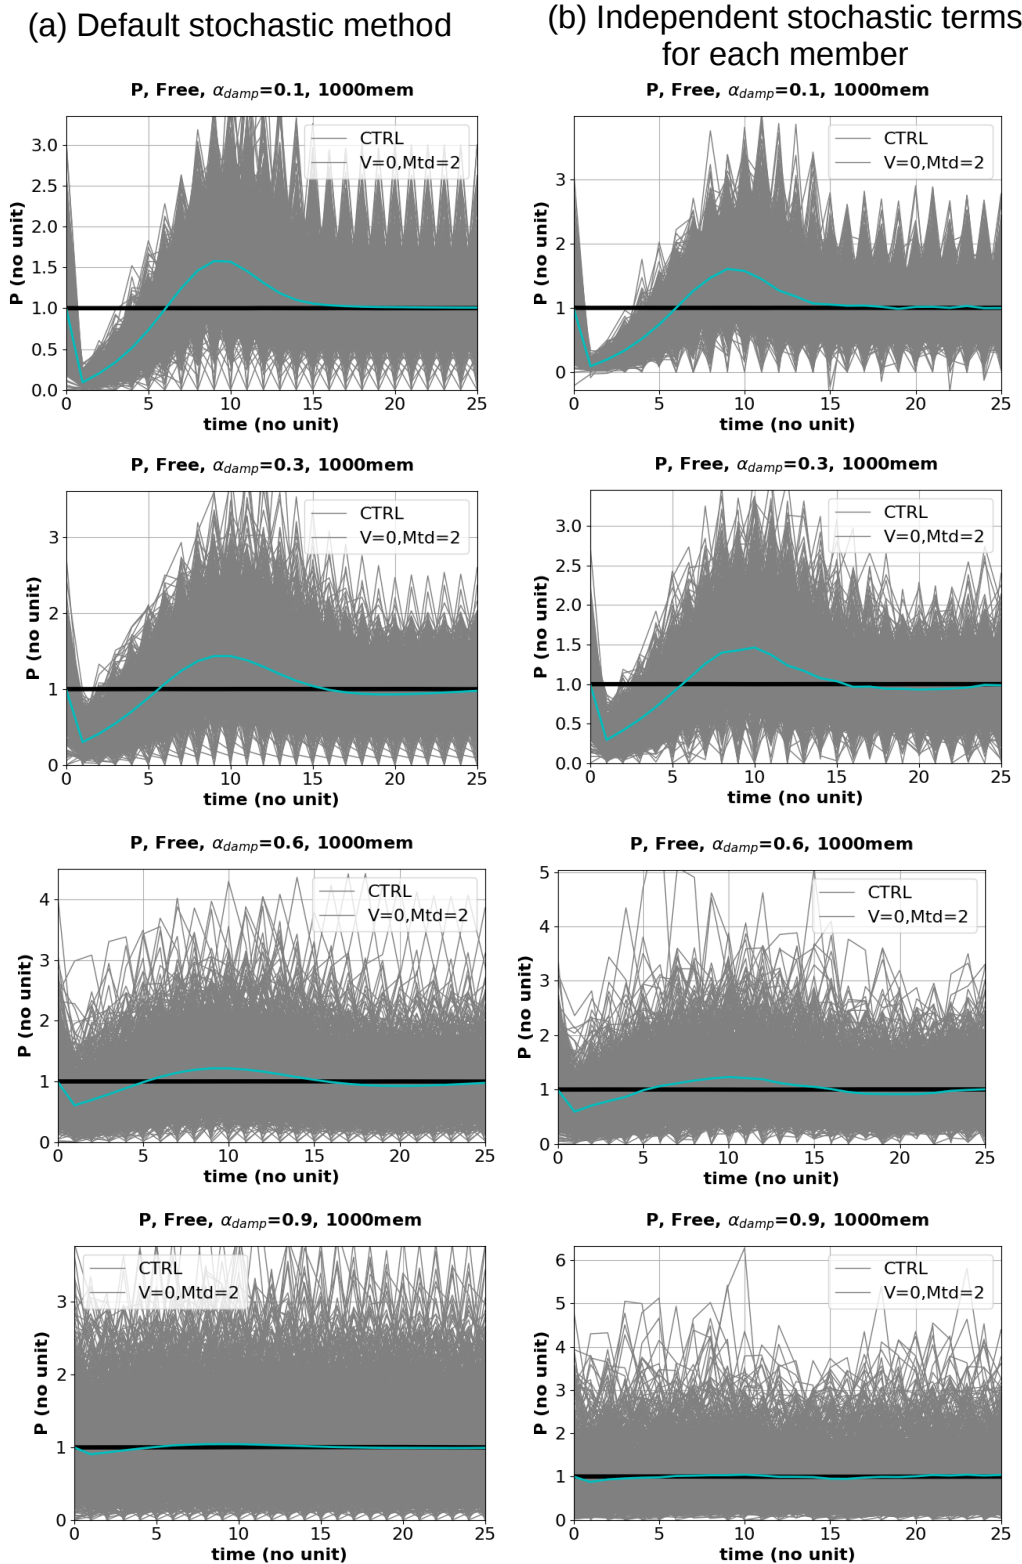 (a) Default stochastic method
(b) Independent stochastic terms
for each member
P, Free, α_damp=0.1, 1000mem
CTRL
V=0,Mtd=2
P (no unit)
3.0
2.5
2.0
1.5
1.0
0.5
0.0
0 5 10 15 20 25
time (no unit)
P, Free, α_damp=0.1, 1000mem
CTRL
V=0,Mtd=2
P (no unit)
3
2
1
0
0 5 10 15 20 25
time (no unit)
P, Free, α_damp=0.3, 1000mem
CTRL
V=0,Mtd=2
P (no unit)
3
2
1
0
0 5 10 15 20 25
time (no unit)
P, Free, α_damp=0.3, 1000mem
CTRL
V=0,Mtd=2
P (no unit)
3.0
2.5
2.0
1.5
1.0
0.5
0.0
0 5 10 15 20 25
time (no unit)
P, Free, α_damp=0.6, 1000mem
CTRL
V=0,Mtd=2
P (no unit)
4
3
2
1
0
0 5 10 15 20 25
time (no unit)
P, Free, α_damp=0.6, 1000mem
CTRL
V=0,Mtd=2
P (no unit)
5
4
3
2
1
0
0 5 10 15 20 25
time (no unit)
P, Free, α_damp=0.9, 1000mem
CTRL
V=0,Mtd=2
P (no unit)
3
2
1
0
0 5 10 15 20 25
time (no unit)
P, Free, α_damp=0.9, 1000mem
CTRL
V=0,Mtd=2
P (no unit)
6
5
4
3
2
1
0
0 5 10 15 20 25
time (no unit)